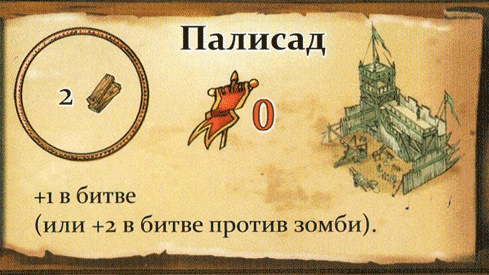 Палисад
2
0
+1 в битве
(или +2 в битве против зомби).